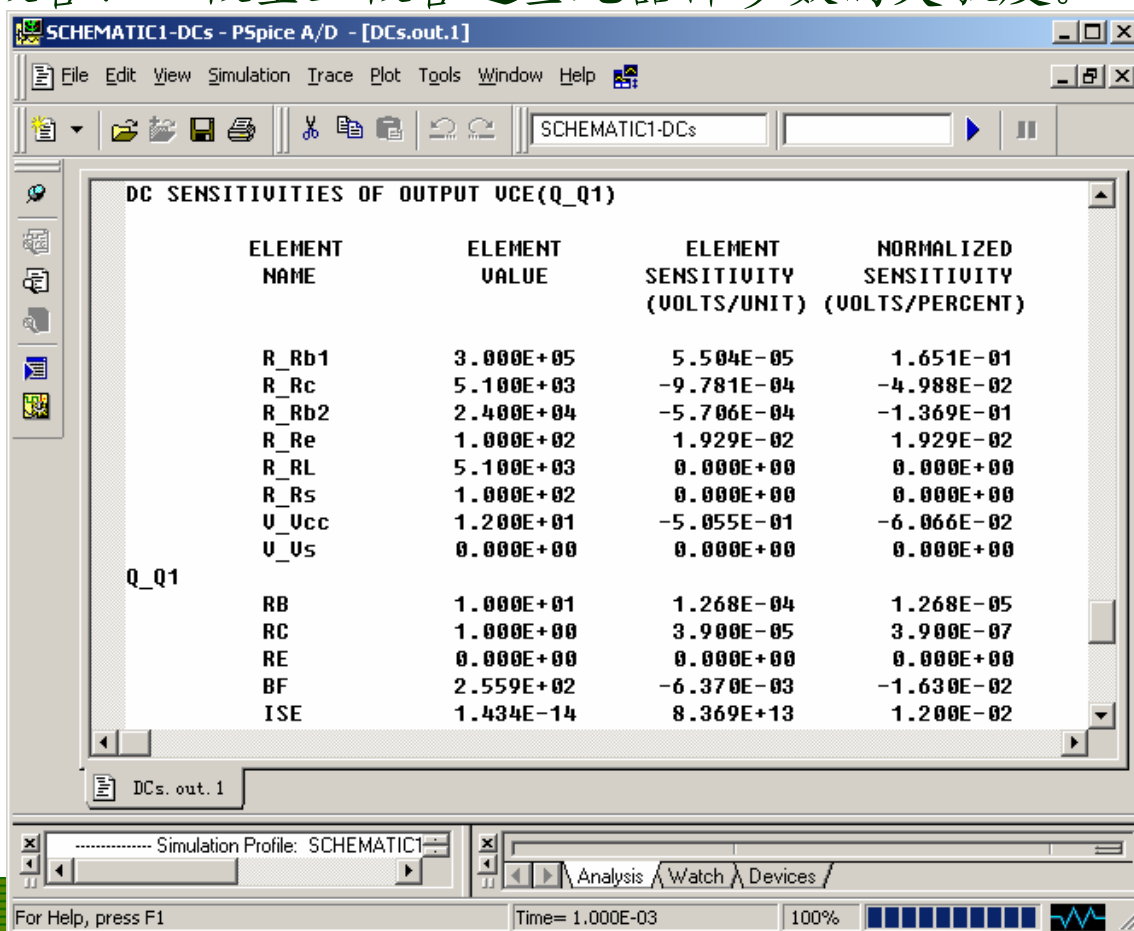 SCHEMATIC1-DCs - PSpice A/D - [DCs.out.1]
File Edit View Simulation Trace Plot Tools Window Help
SCHEMATIC1-DCs
DC SENSITIVITIES OF OUTPUT VCE(Q_Q1)
ELEMENT ELEMENT ELEMENT NORMALIZED
NAME VALUE SENSITIVITY SENSITIVITY
(VOLTS/UNIT) (VOLTS/PERCENT)
R_Rb1 3.000E+05 5.504E-05 1.651E-01
R_Rc 5.100E+03 -9.781E-04 -4.988E-02
R_Rb2 2.400E+04 -5.706E-04 -1.369E-01
R_Re 1.000E+02 1.929E-02 1.929E-02
R_RL 5.100E+03 0.000E+00 0.000E+00
R_Rs 1.000E+02 0.000E+00 0.000E+00
V_Vcc 1.200E+01 -5.055E-01 -6.066E-02
V_Vs 0.000E+00 0.000E+00 0.000E+00
Q_Q1
RB 1.000E+01 1.268E-04 1.268E-05
RC 1.000E+00 3.900E-05 3.900E-07
RE 0.000E+00 0.000E+00 0.000E+00
BF 2.559E+02 -6.370E-03 -1.630E-02
ISE 1.434E-14 8.369E+13 1.200E-02
DCs.out.1
--------------- Simulation Profile: SCHEMATIC1
Analysis Watch Devices
For Help, press F1 Time= 1.000E-03 100%